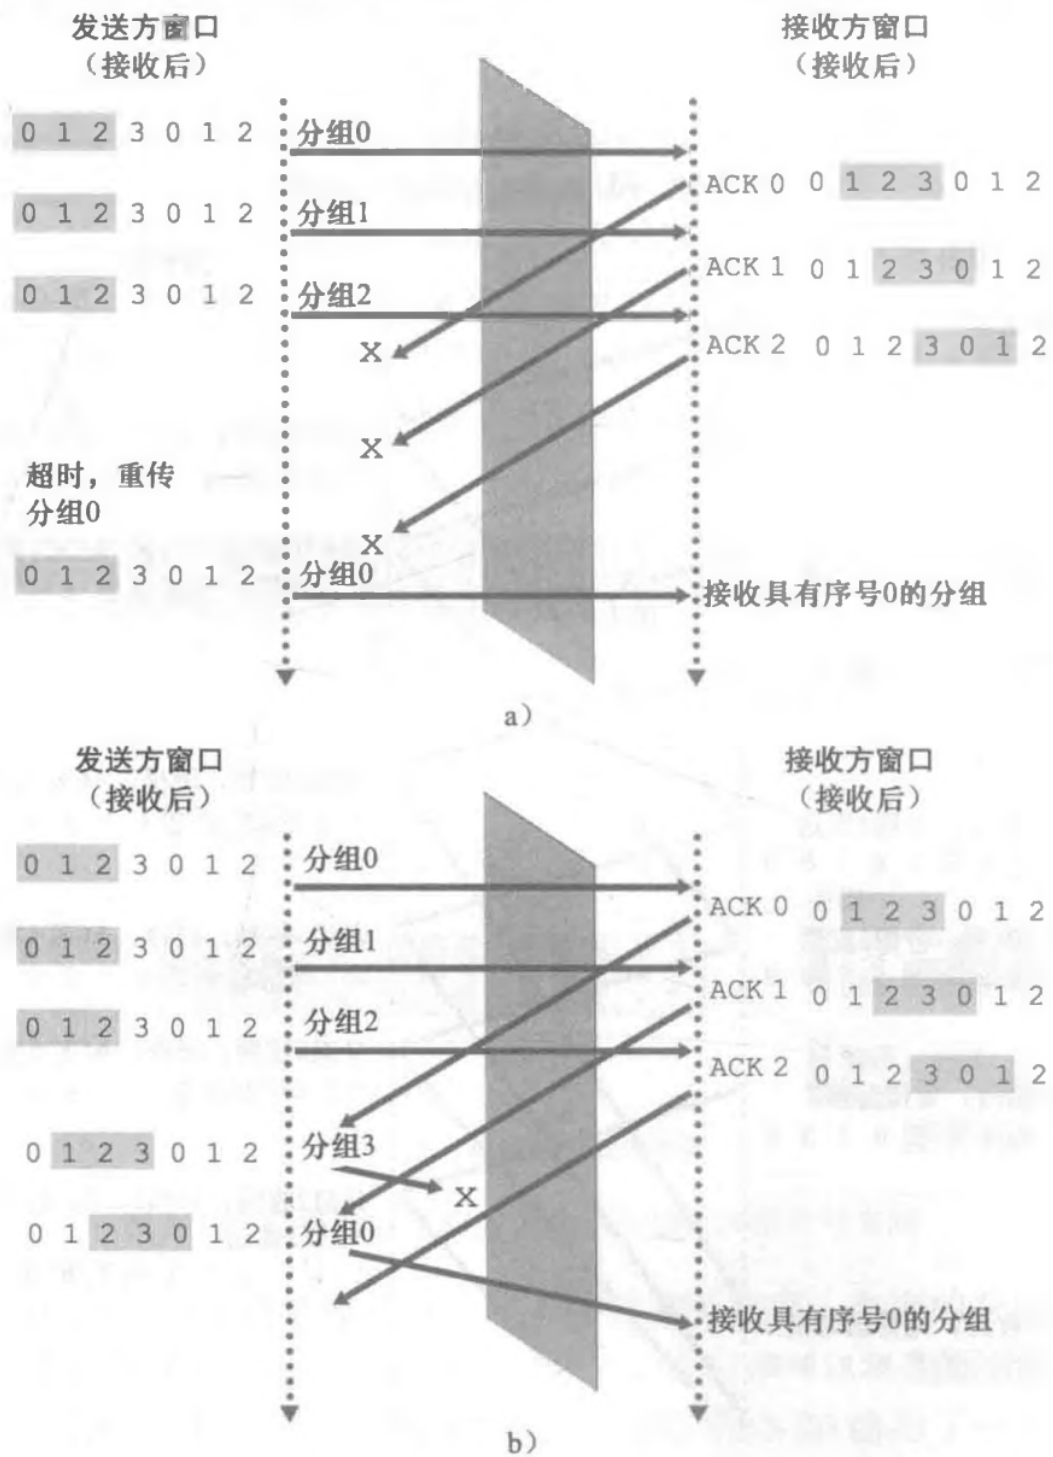 发送方窗口 接收方窗口
（接收后） （接收后）
0 1 2 3 0 1 2 分组0
ACK 0 0 1 2 3 0 1 2
0 1 2 3 0 1 2 分组1
ACK 1 0 1 2 3 0 1 2
0 1 2 3 0 1 2 分组2
ACK 2 0 1 2 3 0 1 2
X
X
超时，重传
分组0
X
0 1 2 3 0 1 2 分组0
接收具有序号0的分组
a）
发送方窗口 接收方窗口
（接收后） （接收后）
0 1 2 3 0 1 2 分组0
ACK 0 0 1 2 3 0 1 2
0 1 2 3 0 1 2 分组1
ACK 1 0 1 2 3 0 1 2
0 1 2 3 0 1 2 分组2
ACK 2 0 1 2 3 0 1 2
0 1 2 3 0 1 2 分组3
X
0 1 2 3 0 1 2 分组0
接收具有序号0的分组
b）